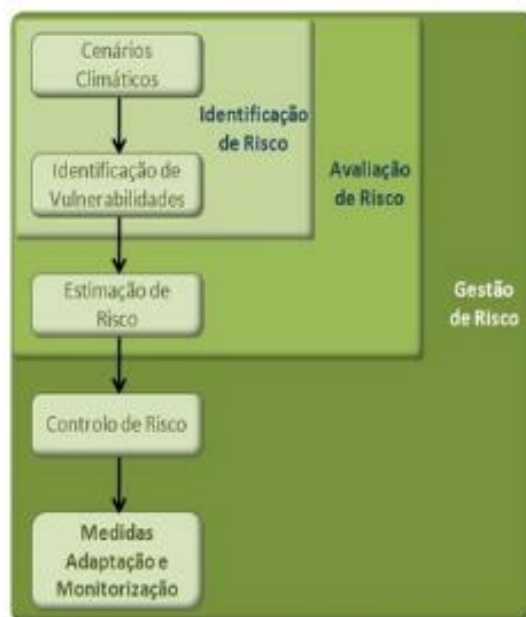 Cenários
Climáticos
Identificação
de Risco
Identificação de
Vulnerabilidades
Avaliação
de Risco
Estimação de
Risco
Gestão
de Risco
Controlo de Risco
Medidas
Adaptação e
Monitorização